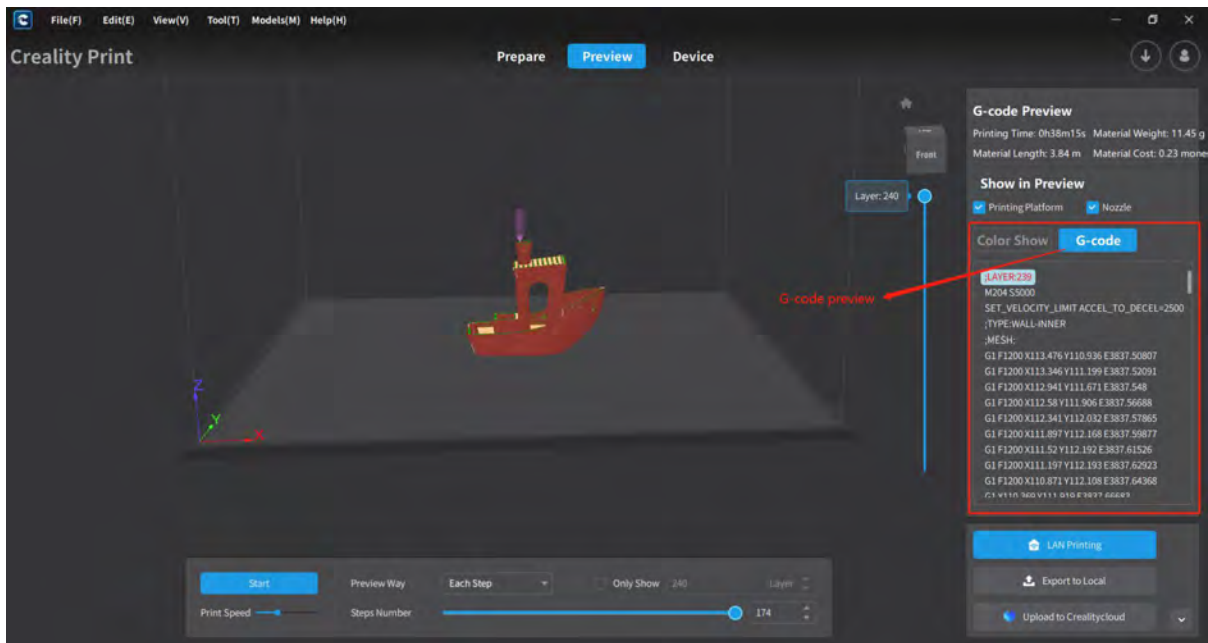 File(F) Edit(E) View(V) Tool(T) Models(M) Help(H)
Creality Print
Prepare Preview Device
Front
Layer: 240
G-code Preview
Printing Time: 0h38m15s Material Weight: 11.45 g
Material Length: 3.84 m Material Cost: 0.23 mone
Show in Preview
Printing Platform Nozzle
Color Show G-code
;LAYER:239
M204 S5000
SET_VELOCITY_LIMIT ACCEL_TO_DECEL=2500
;TYPE:WALL-INNER
;MESH:
G1 F1200 X113.476 Y110.936 E3837.50807
G1 F1200 X113.346 Y111.199 E3837.52091
G1 F1200 X112.941 Y111.671 E3837.548
G1 F1200 X112.58 Y111.906 E3837.56688
G1 F1200 X112.341 Y112.032 E3837.57865
G1 F1200 X111.897 Y112.168 E3837.59877
G1 F1200 X111.52 Y112.192 E3837.61526
G1 F1200 X111.197 Y112.193 E3837.62923
G1 F1200 X110.871 Y112.108 E3837.64368
G-code preview
Z
Y
X
LAN Printing
Export to Local
Upload to Crealitycloud
Start Preview Way Each Step Only Show 240 Layer
Print Speed Steps Number 174